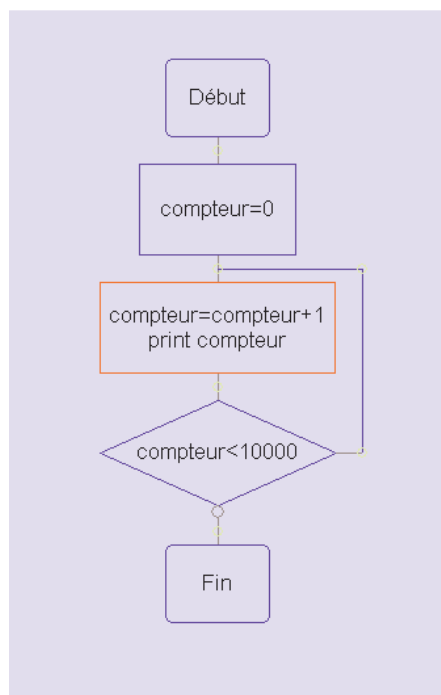 Début
compteur=0
compteur=compteur+1
print compteur
compteur<10000
Fin